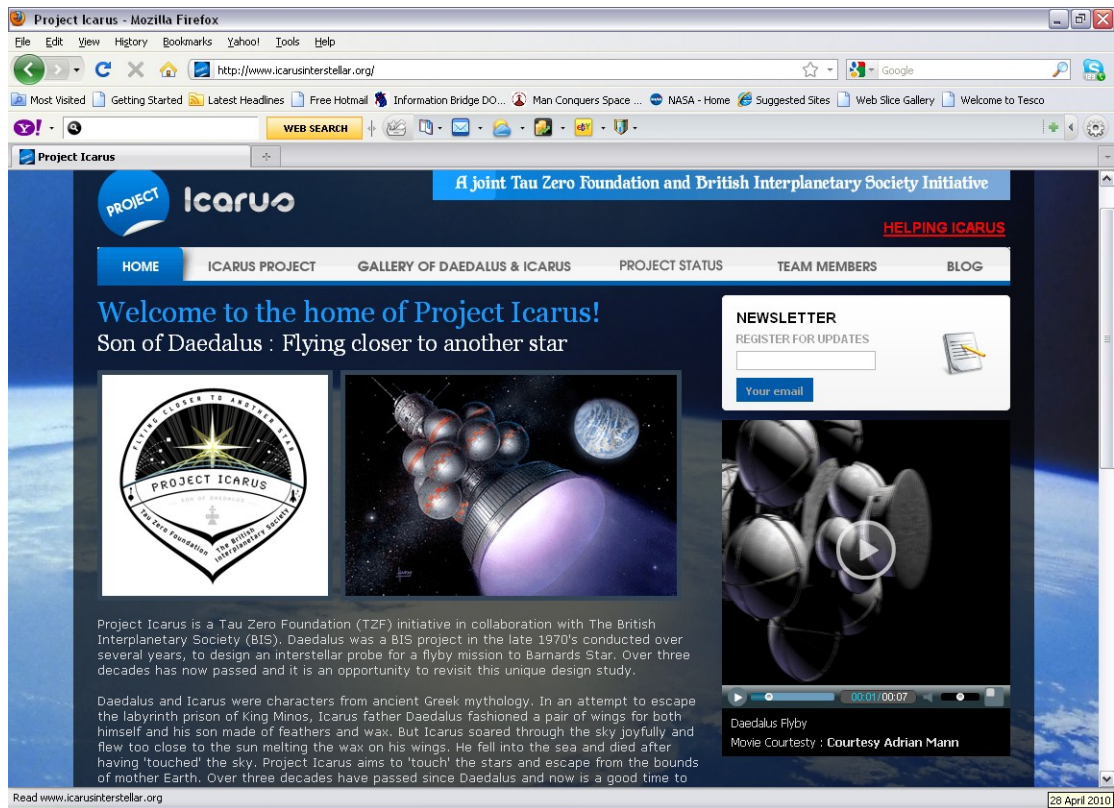 Project Icarus - Mozilla Firefox
File Edit View History Bookmarks Yahoo! Tools Help
http://www.icarusinterstellar.org/
Google
Most Visited Getting Started Latest Headlines Free Hotmail Information Bridge DO... Man Conquers Space ... NASA - Home Suggested Sites Web Slice Gallery Welcome to Tesco
Y! WEB SEARCH
Project Icarus
PROJECT Icarus
A joint Tau Zero Foundation and British Interplanetary Society Initiative
HELPING ICARUS
HOME ICARUS PROJECT GALLERY OF DAEDALUS & ICARUS PROJECT STATUS TEAM MEMBERS BLOG
Welcome to the home of Project Icarus!
Son of Daedalus : Flying closer to another star
NEWSLETTER
REGISTER FOR UPDATES
Your email
FLYING CLOSER TO ANOTHER STAR
PROJECT ICARUS
SON OF DAEDALUS
Tau Zero Foundation
The British Interplanetary Society
Project Icarus is a Tau Zero Foundation (TZF) initiative in collaboration with The British
Interplanetary Society (BIS). Daedalus was a BIS project in the late 1970's conducted over
several years, to design an interstellar probe for a flyby mission to Barnards Star. Over three
decades has now passed and it is an opportunity to revisit this unique design study.
Daedalus and Icarus were characters from ancient Greek mythology. In an attempt to escape
the labyrinth prison of King Minos, Icarus father Daedalus fashioned a pair of wings for both
himself and his son made of feathers and wax. But Icarus soared through the sky joyfully and
flew too close to the sun melting the wax on his wings. He fell into the sea and died after
having 'touched' the sky. Project Icarus aims to 'touch' the stars and escape from the bounds
of mother Earth. Over three decades have passed since Daedalus and now is a good time to
00:01/00:07
Daedalus Flyby
Movie Courtesty : Courtesy Adrian Mann
Read www.icarusinterstellar.org
28 April 2010